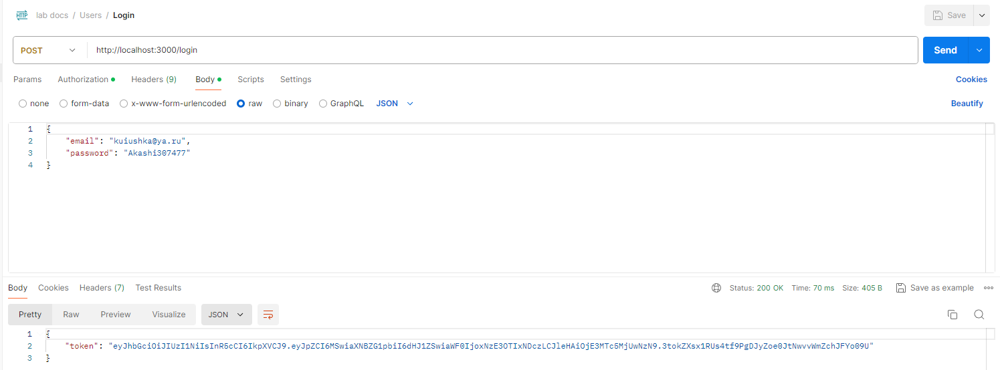 HTTP lab docs / Users / Login
Save
POST http://localhost:3000/login
Send
Params Authorization Headers (9) Body Scripts Settings Cookies
none form-data x-www-form-urlencoded raw binary GraphQL JSON Beautify
1 {
2 "email": "kuiushka@ya.ru",
3 "password": "Akashi307477"
4 }
Body Cookies Headers (7) Test Results Status: 200 OK Time: 70 ms Size: 405 B Save as example
Pretty Raw Preview Visualize JSON
1 {
2 "token": "eyJhbGciOiJIUzI1NiIsInR5cCI6IkpXVCJ9.eyJpZCI6MSwiaXNBZG1pbiI6dHJ1ZSwiaWF0IjoxNzE3OTIxNDczLCJleHAiOjE3MTc5MjUwNzN9.3tokZXsx1RUs4tf9PgDJyZoe0JtNwvvWmZchJFYo09U"
3 }